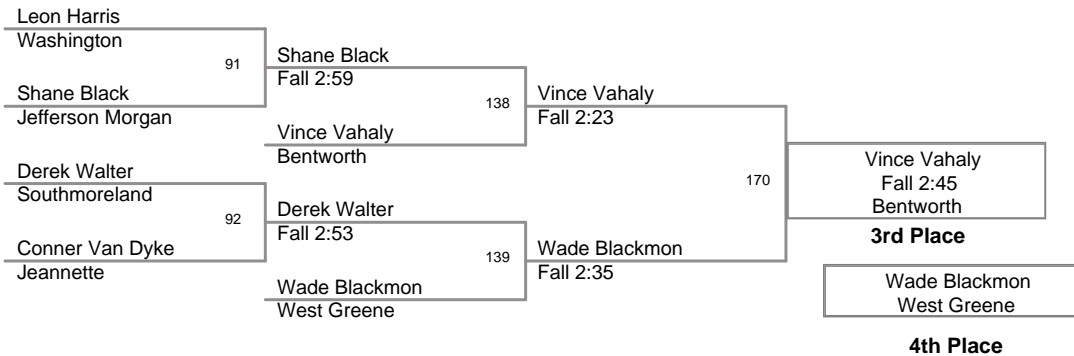 Leon Harris
Washington
91
Shane Black
Jefferson Morgan
Shane Black
Fall 2:59
138
Vince Vahaly
Bentworth
Derek Walter
Southmoreland
92
Conner Van Dyke
Jeannette
Derek Walter
Fall 2:53
139
Wade Blackmon
West Greene
Vince Vahaly
Fall 2:23
170
Wade Blackmon
Fall 2:35
Vince Vahaly
Fall 2:45
Bentworth
3rd Place
Wade Blackmon
West Greene
4th Place